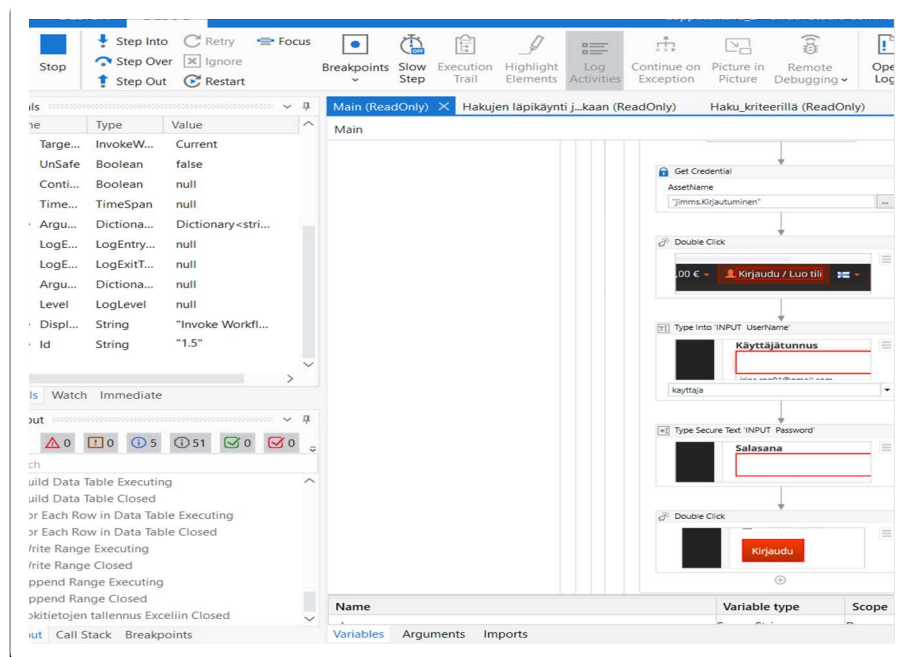 Stop
Step Into
Step Over
Step Out
Retry
Ignore
Restart
Focus
Breakpoints
Slow Step
Execution Trail
Highlight Elements
Log Activities
Continue on Exception
Picture in Picture
Remote Debugging
Type Value
Targe... InvokeW... Current
UnSafe Boolean false
Conti... Boolean null
Time... TimeSpan null
Argu... Dictiona... Dictionary<stri...
LogE... LogEntry... null
LogE... LogExitT... null
Argu... Dictiona... null
Level LogLevel null
Displ... String "Invoke Workfl...
Id String "1.5"
Watch Immediate
0 0 5 51 0 0
uild Data Table Executing
uild Data Table Closed
or Each Row in Data Table Executing
or Each Row in Data Table Closed
rite Range Executing
rite Range Closed
ppend Range Executing
ppend Range Closed
okitietojen tallennus Exceliin Closed
Call Stack Breakpoints
Main (ReadOnly) Hakujen läpikäynti j...kaan (ReadOnly) Haku_kriteerillä (ReadOnly)
Main
Get Credential
AssetName
"Jimms.Kirjautuminen" ...
Double Click
,00 € Kirjaudu / Luo tili
Type Into 'INPUT UserName'
Käyttäjätunnus
kayttaja
Type Secure Text 'INPUT Password'
Salasana
Double Click
Kirjaudu
Name Variable type Scope
Variables Arguments Imports